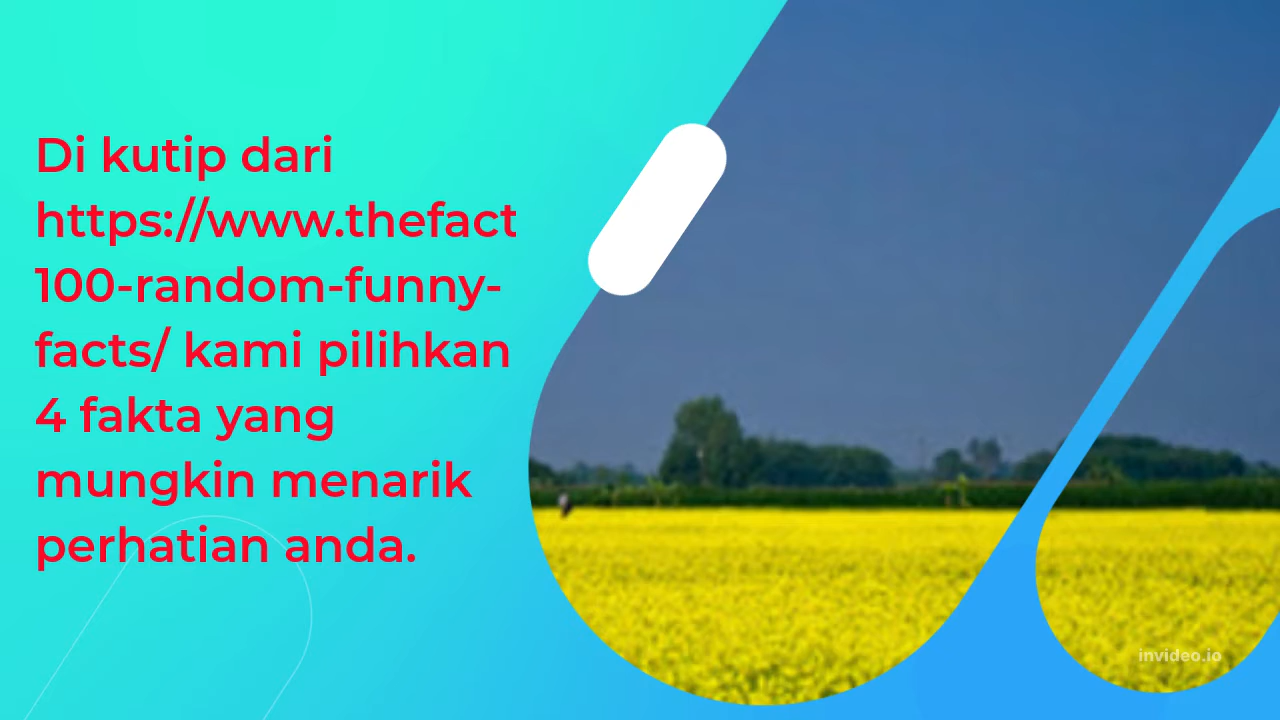 Di kutip dari
https://www.thefact
100-random-funny-
facts/ kami pilihkan
4 fakta yang
mungkin menarik
perhatian anda.
invideo.io